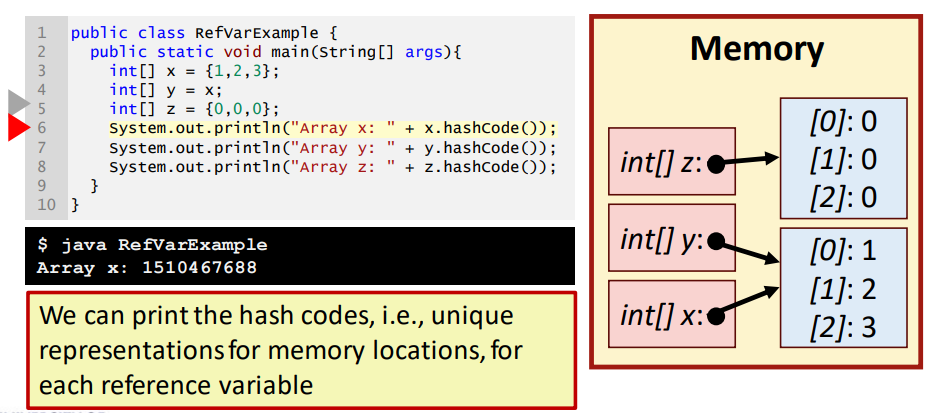 1 public class RefVarExample {
2 public static void main(String[] args){
3 int[] x = {1,2,3};
4 int[] y = x;
5 int[] z = {0,0,0};
6 System.out.println("Array x: " + x.hashCode());
7 System.out.println("Array y: " + y.hashCode());
8 System.out.println("Array z: " + z.hashCode());
9 }
10 }
$ java RefVarExample
Array x: 1510467688
We can print the hash codes, i.e., unique
representations for memory locations, for
each reference variable
Memory
int[] z:
[0]: 0
[1]: 0
[2]: 0
int[] y:
int[] x:
[0]: 1
[1]: 2
[2]: 3